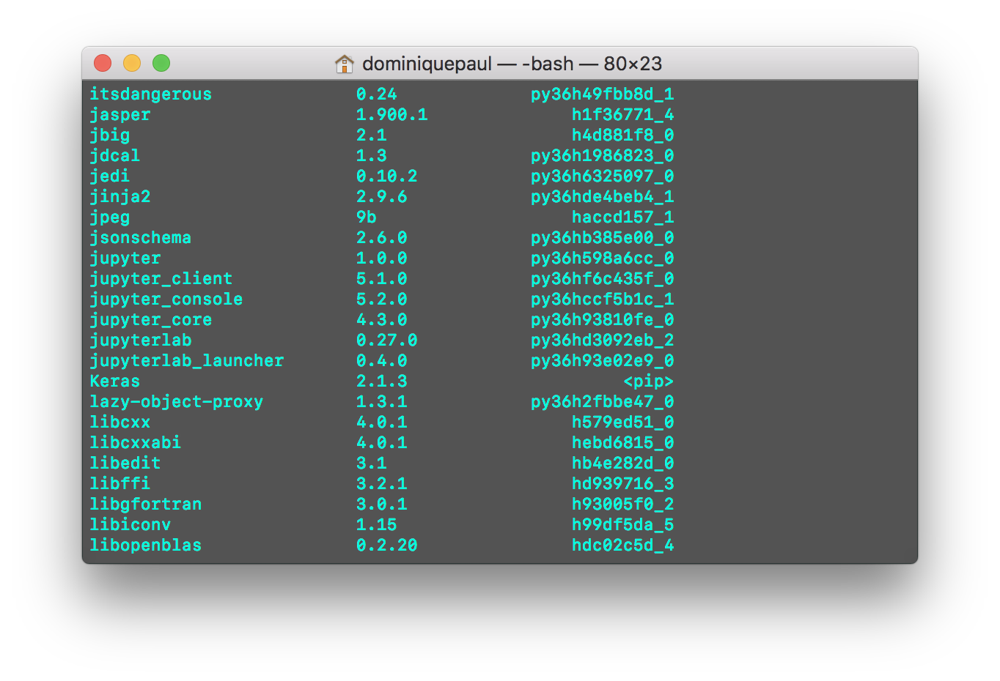 dominiquepaul — -bash — 80×23
itsdangerous 0.24 py36h49fbb8d_1
jasper 1.900.1 h1f36771_4
jbig 2.1 h4d881f8_0
jdcal 1.3 py36h1986823_0
jedi 0.10.2 py36h6325097_0
jinja2 2.9.6 py36hde4beb4_1
jpeg 9b haccd157_1
jsonschema 2.6.0 py36hb385e00_0
jupyter 1.0.0 py36h598a6cc_0
jupyter_client 5.1.0 py36hf6c435f_0
jupyter_console 5.2.0 py36hccf5b1c_1
jupyter_core 4.3.0 py36h93810fe_0
jupyterlab 0.27.0 py36hd3092eb_2
jupyterlab_launcher 0.4.0 py36h93e02e9_0
Keras 2.1.3 <pip>
lazy-object-proxy 1.3.1 py36h2fbbe47_0
libcxx 4.0.1 h579ed51_0
libcxxabi 4.0.1 hebd6815_0
libedit 3.1 hb4e282d_0
libffi 3.2.1 hd939716_3
libgfortran 3.0.1 h93005f0_2
libiconv 1.15 h99df5da_5
libopenblas 0.2.20 hdc02c5d_4